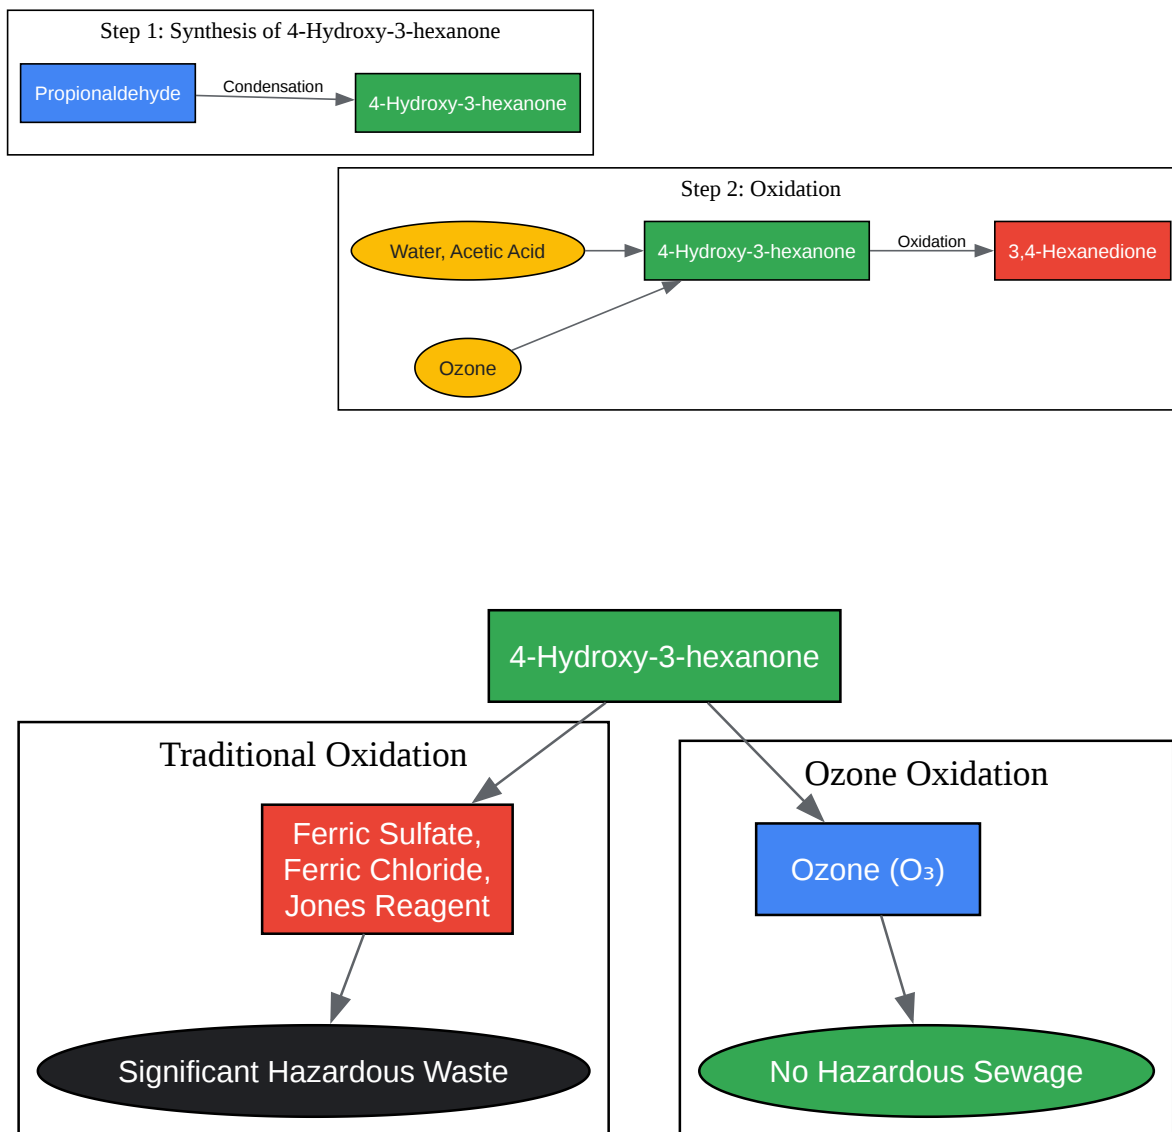 Step 1: Synthesis of 4-Hydroxy-3-hexanone
Propionaldehyde
Condensation
4-Hydroxy-3-hexanone
Step 2: Oxidation
Water, Acetic Acid
4-Hydroxy-3-hexanone
Oxidation
3,4-Hexanedione
Ozone
4-Hydroxy-3-hexanone
Traditional Oxidation
Ferric Sulfate,
Ferric Chloride,
Jones Reagent
Significant Hazardous Waste
Ozone Oxidation
Ozone (O₃)
No Hazardous Sewage